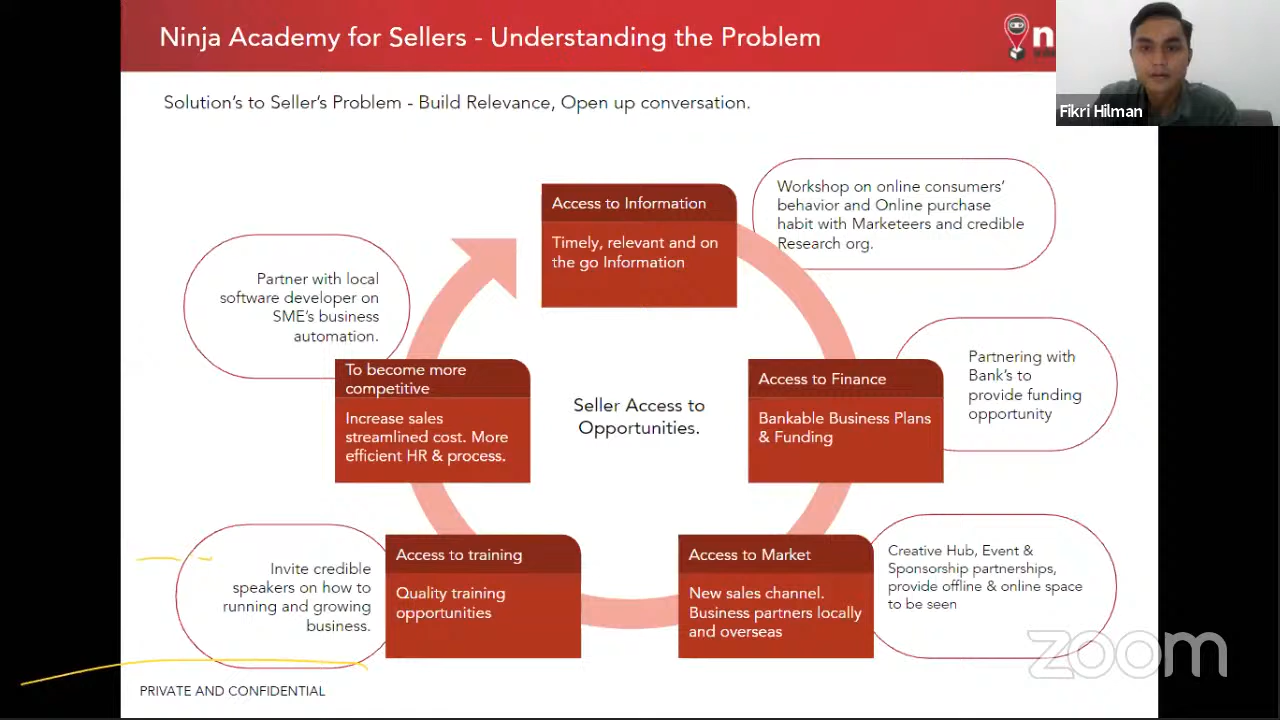 Ninja Academy for Sellers - Understanding the Problem
n
Fikri Hilman
Solution's to Seller's Problem - Build Relevance, Open up conversation.
Access to Information
Timely, relevant and on
the go Information
Workshop on online consumers'
behavior and Online purchase
habit with Marketeers and credible
Research org.
Partner with local
software developer on
SME's business
automation.
To become more
competitive
Increase sales
streamlined cost. More
efficient HR & process.
Seller Access to
Opportunities.
Access to Finance
Bankable Business Plans
& Funding
Partnering with
Bank's to
provide funding
opportunity
Invite credible
speakers on how to
running and growing
business.
Access to training
Quality training
opportunities
Access to Market
New sales channel.
Business partners locally
and overseas
Creative Hub, Event &
Sponsorship partnerships,
provide offline & online space
to be seen
zoom
PRIVATE AND CONFIDENTIAL